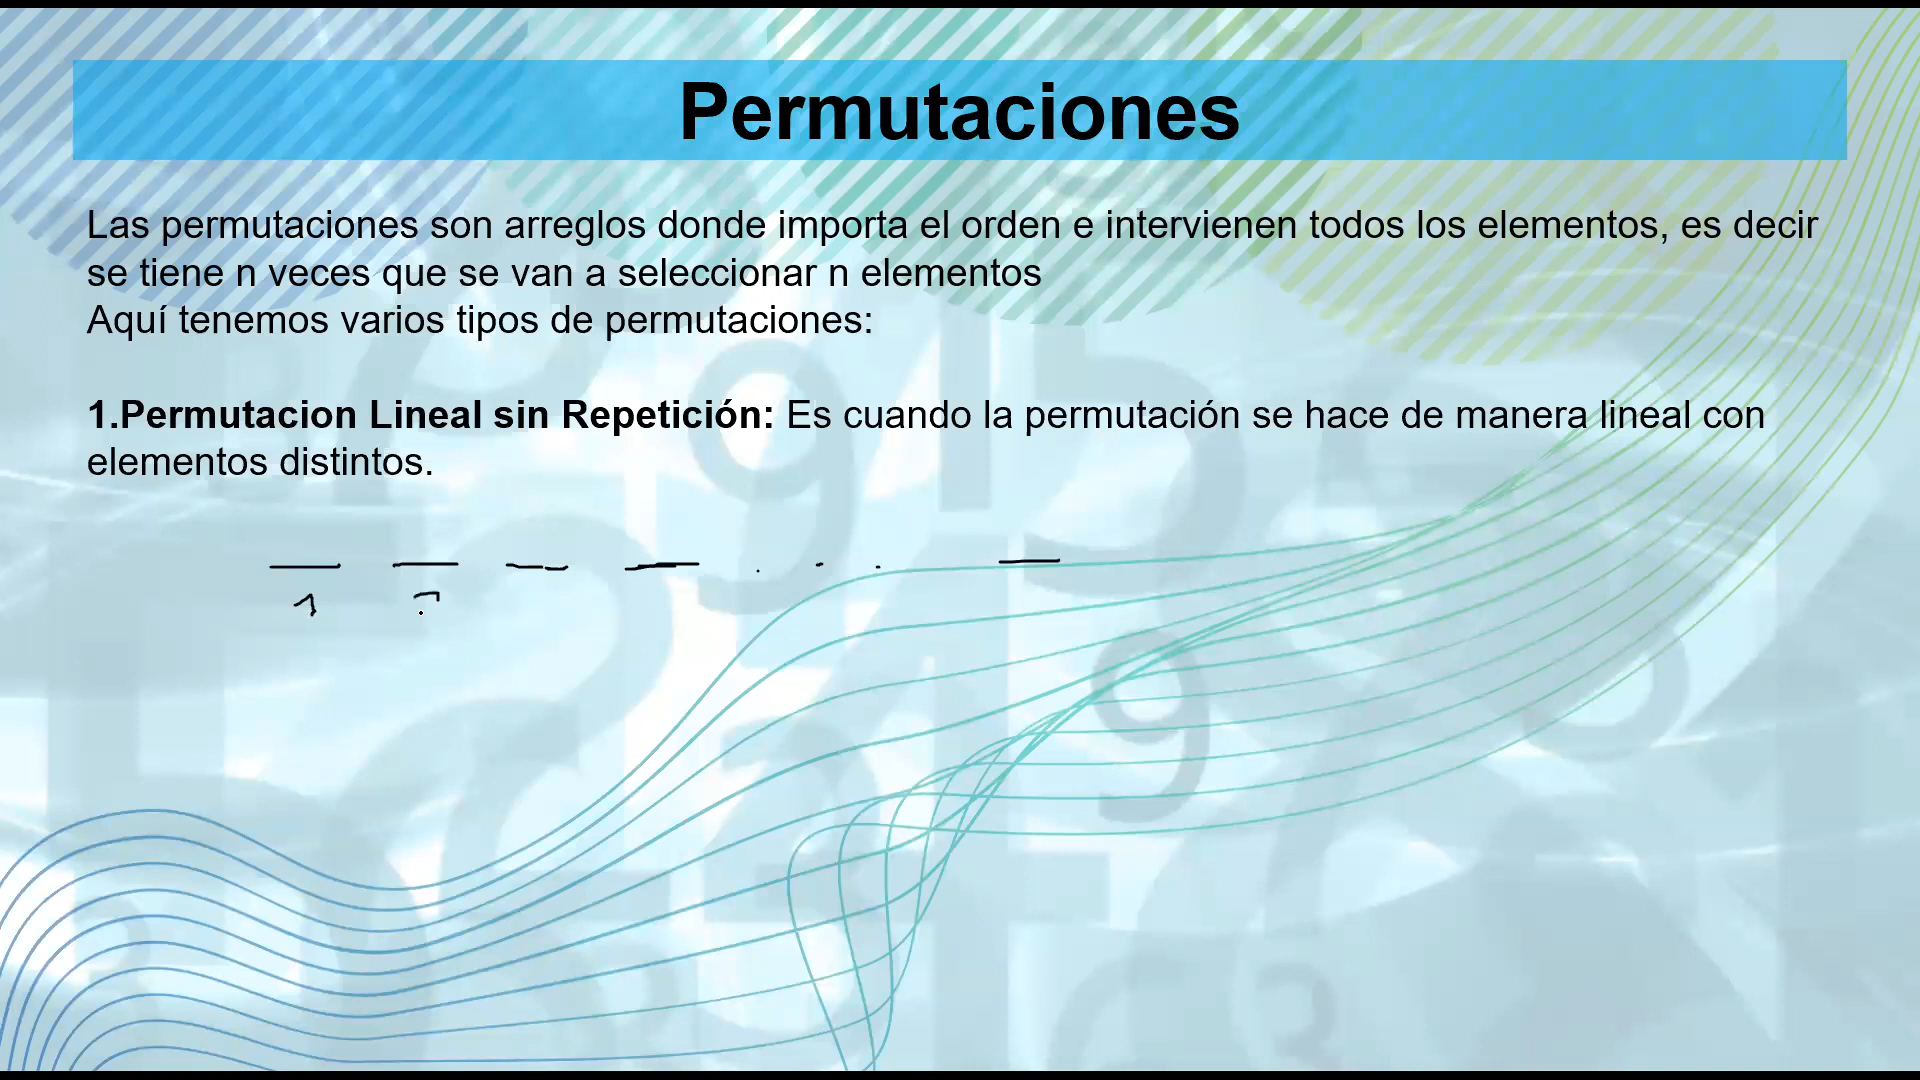 Permutaciones
Las permutaciones son arreglos donde importa el orden e intervienen todos los elementos, es decir
se tiene n veces que se van a seleccionar n elementos
Aquí tenemos varios tipos de permutaciones:
1.Permutacion Lineal sin Repetición: Es cuando la permutación se hace de manera lineal con
elementos distintos.
1